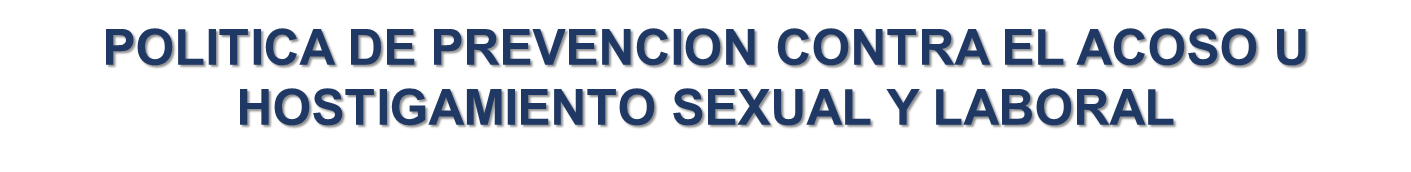 POLITICA DE PREVENCION CONTRA EL ACOSO U
HOSTIGAMIENTO SEXUAL Y LABORAL